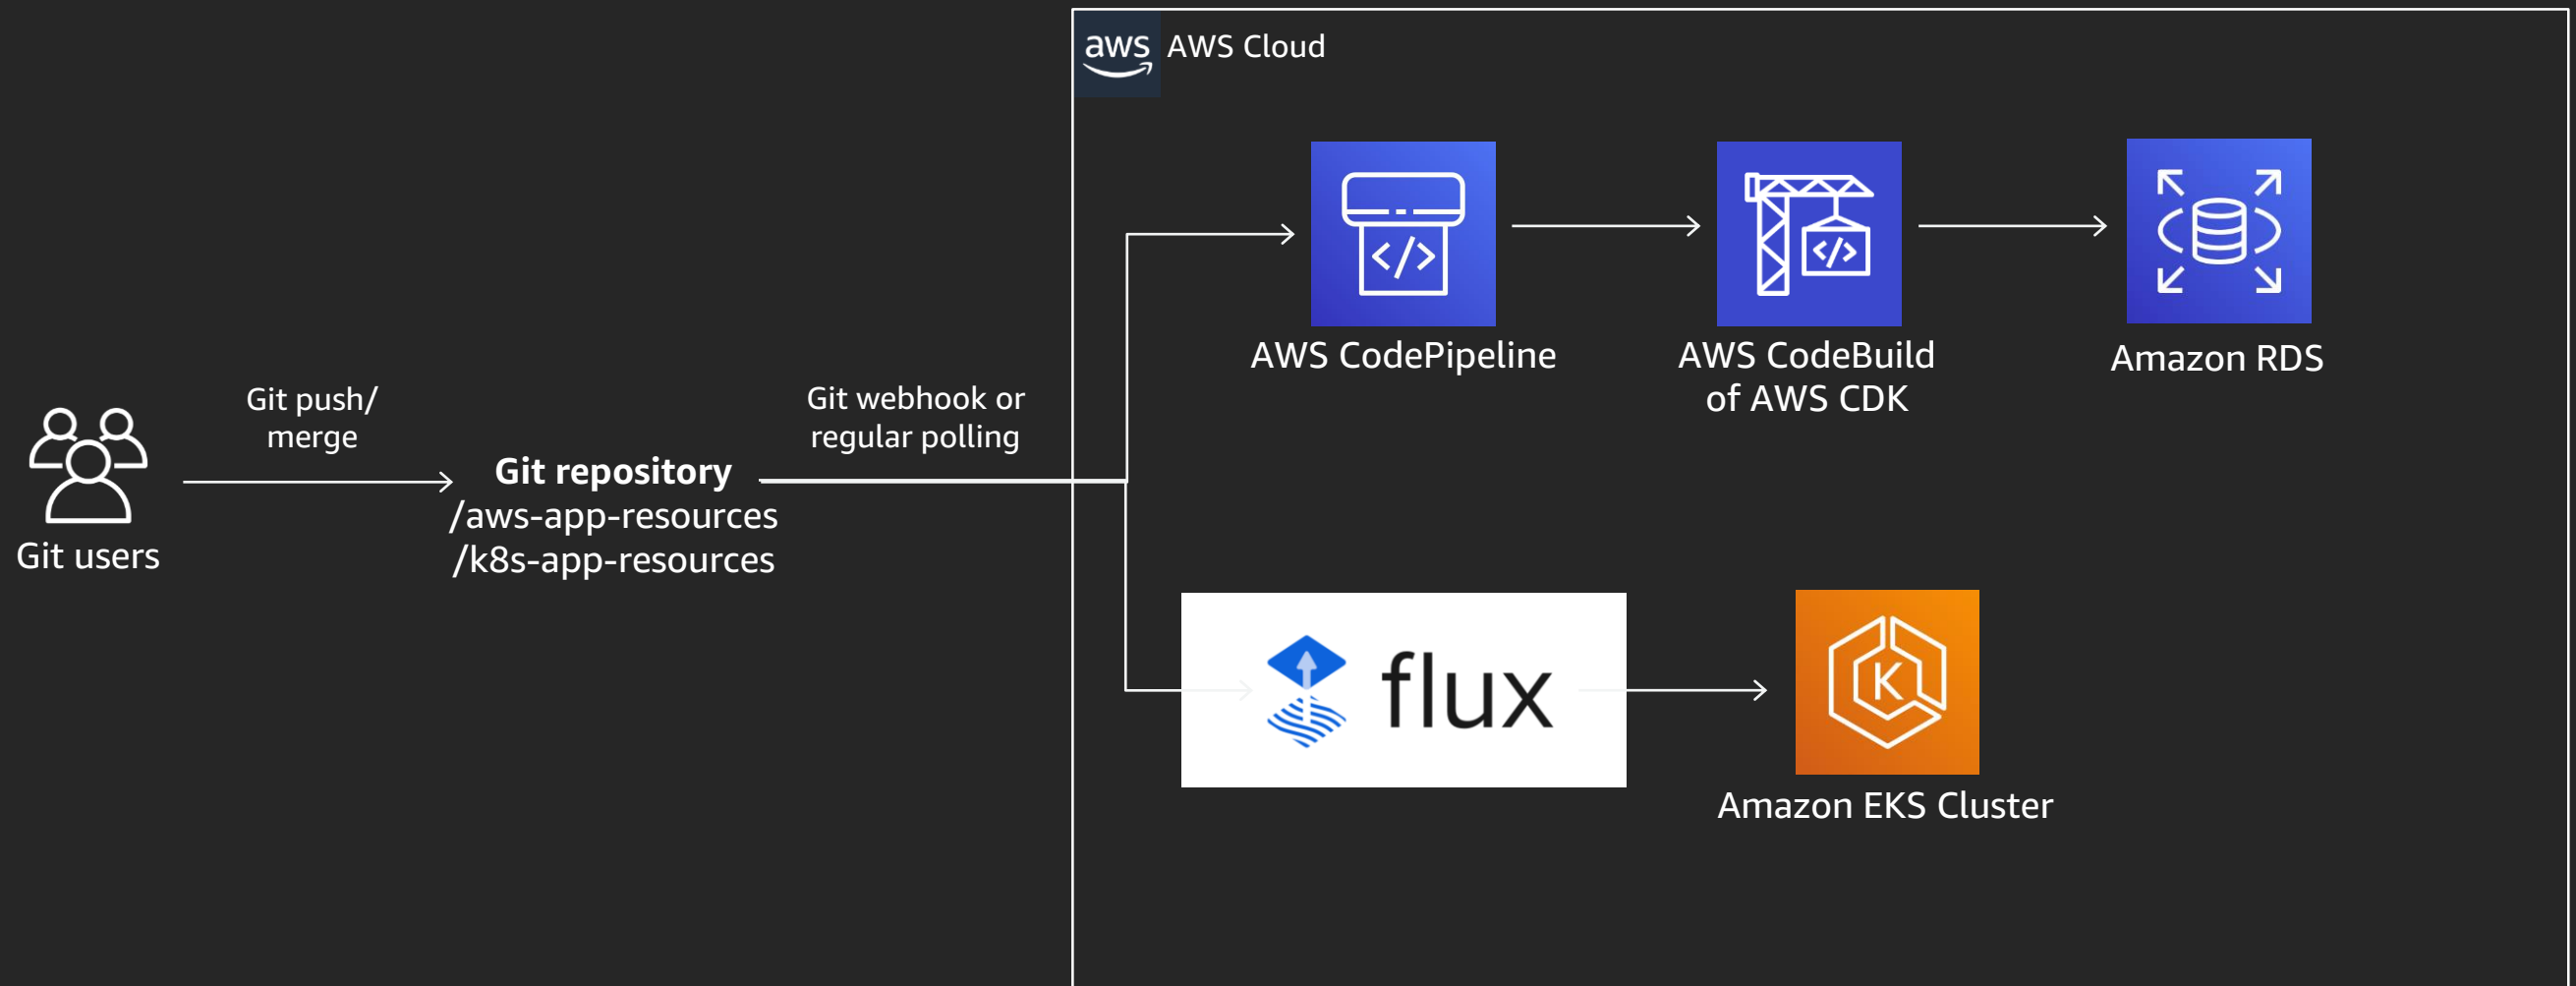 aws
AWS Cloud
AWS CodePipeline
AWS CodeBuild
of AWS CDK
Amazon RDS
Git push/
merge
Git webhook or
regular polling
Git users
Git repository
/aws-app-resources
/k8s-app-resources
flux
K
Amazon EKS Cluster